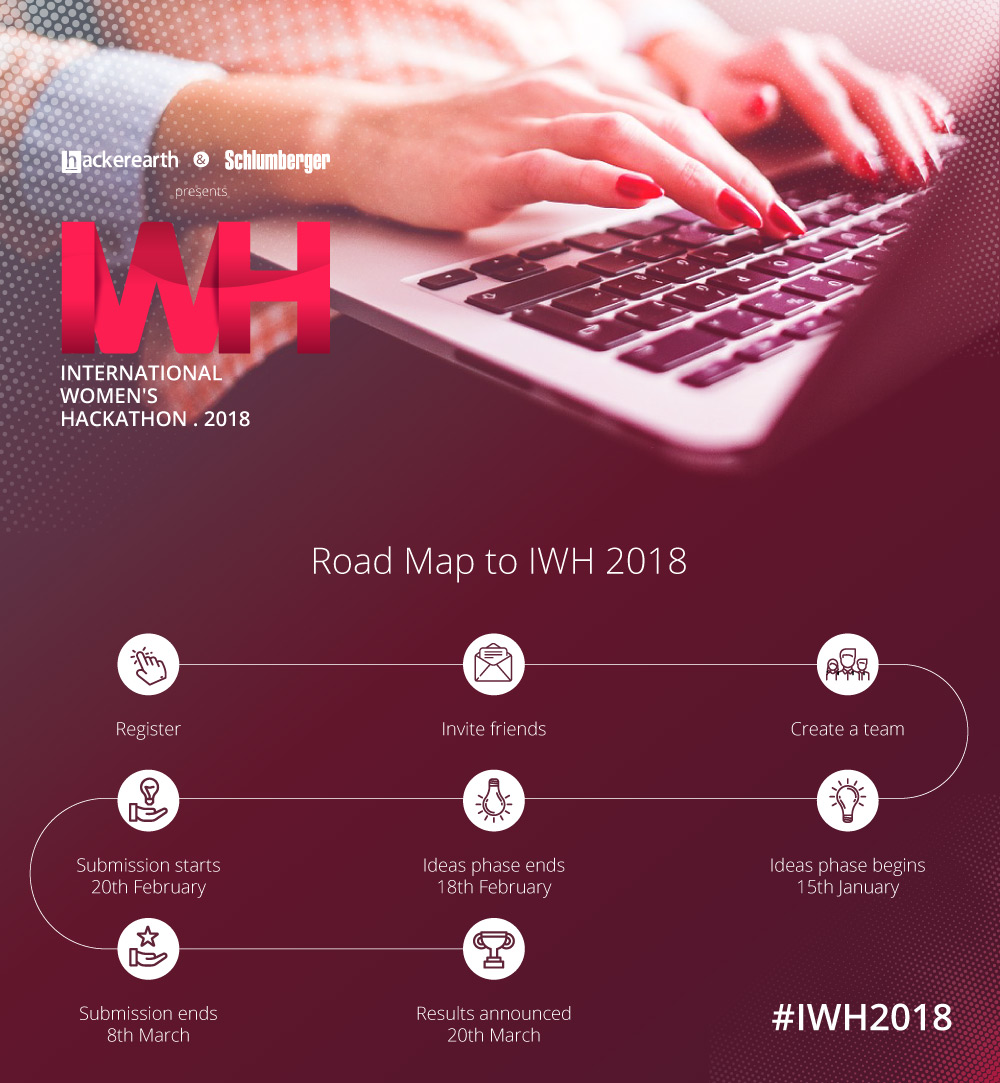 hackerearth & Schlumberger
presents
IWH
INTERNATIONAL
WOMEN'S
HACKATHON . 2018
Road Map to IWH 2018
Register
Invite friends
Create a team
Ideas phase begins
15th January
Ideas phase ends
18th February
Submission starts
20th February
Submission ends
8th March
Results announced
20th March
#IWH2018